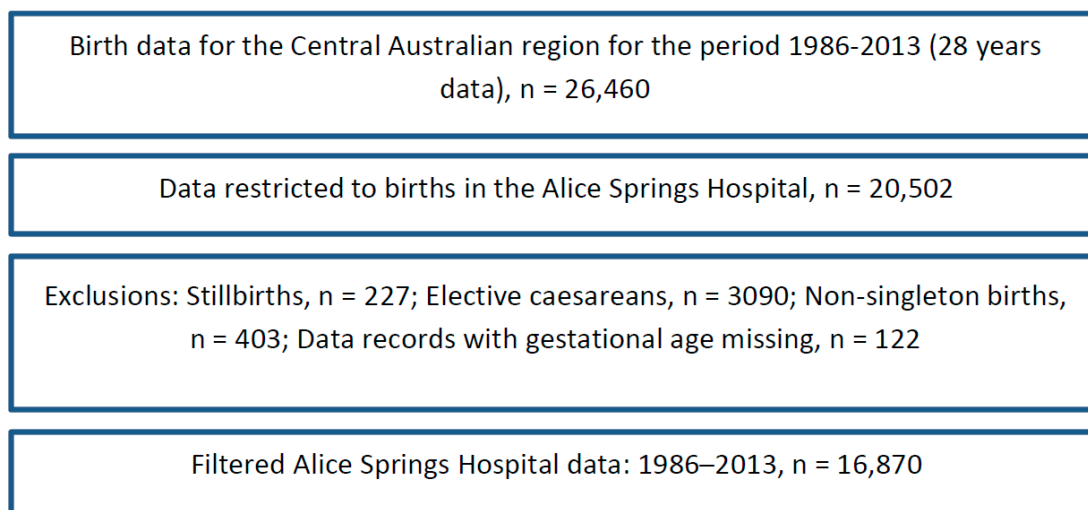 Birth data for the Central Australian region for the period 1986-2013 (28 years
data), n = 26,460
Data restricted to births in the Alice Springs Hospital, n = 20,502
Exclusions: Stillbirths, n = 227; Elective caesareans, n = 3090; Non-singleton births,
n = 403; Data records with gestational age missing, n = 122
Filtered Alice Springs Hospital data: 1986–2013, n = 16,870